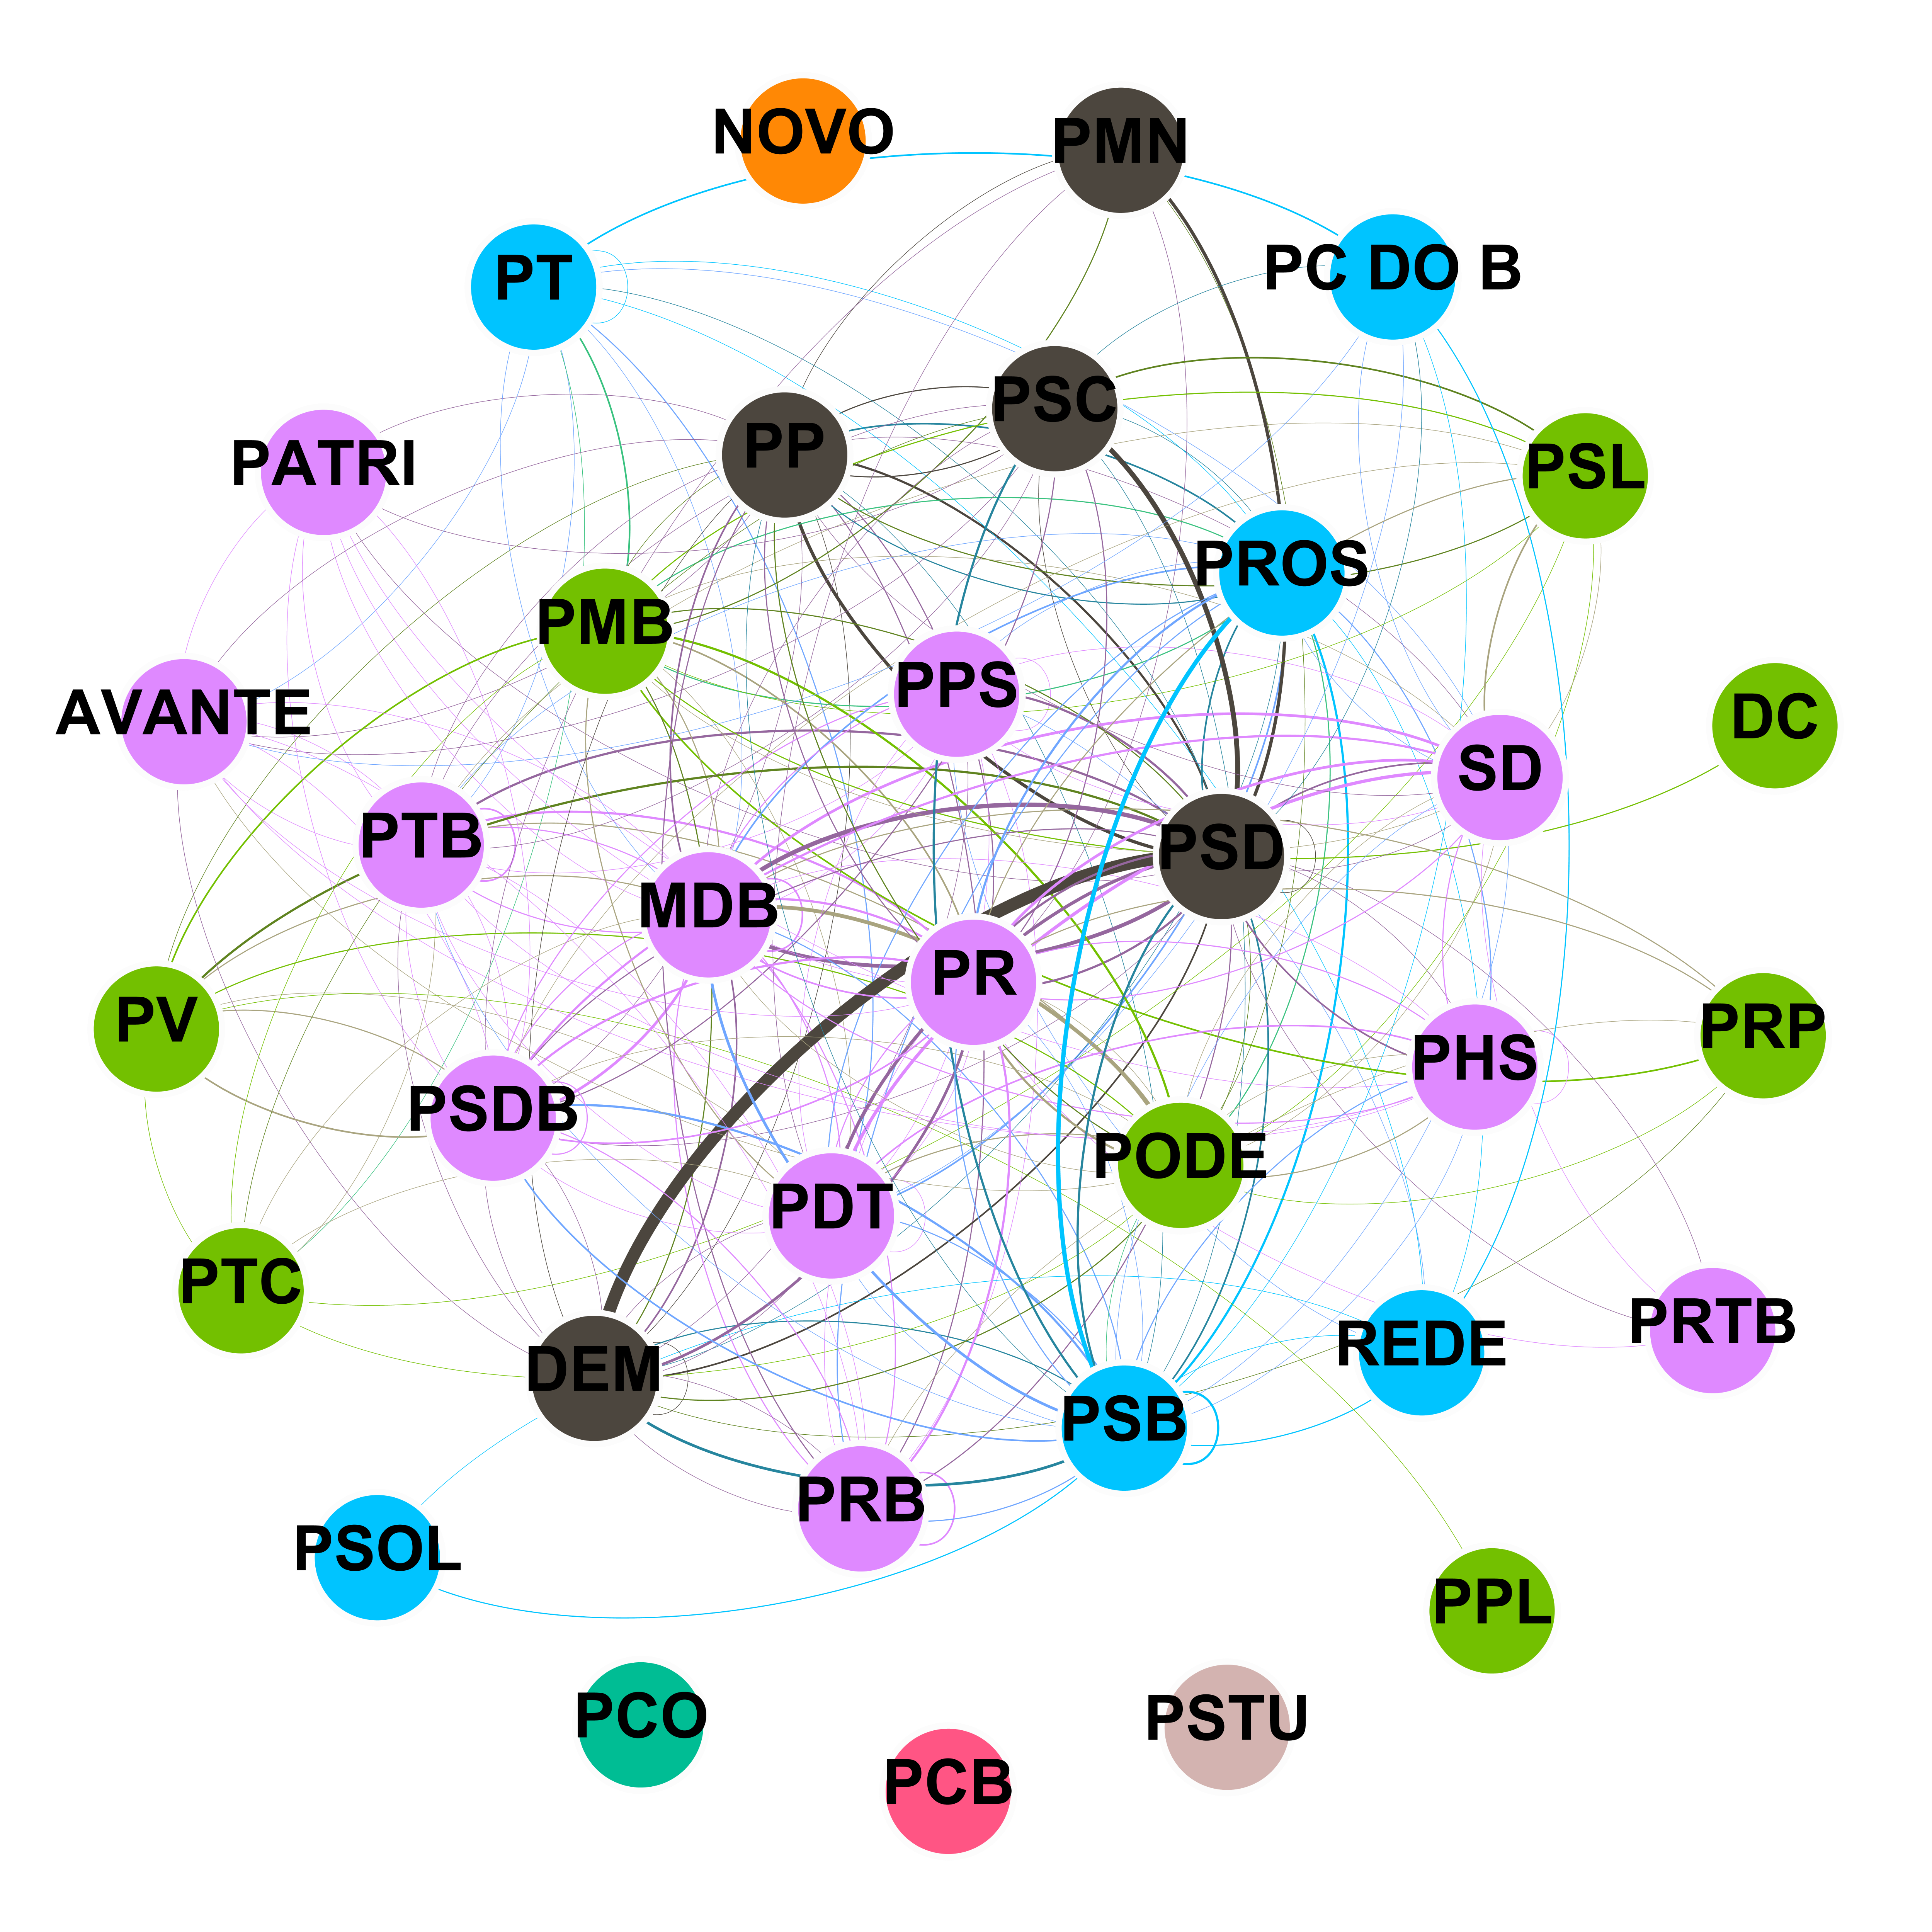 NOVO
PMN
PT
PC DO B
PSC
PP
PATRI
PSL
PROS
PMB
PPS
AVANTE
DC
SD
PTB
PSD
MDB
PR
PV
PRP
PHS
PSDB
PODE
PDT
PTC
PRTB
REDE
DEM
PSB
PRB
PSOL
PPL
PCO
PSTU
PCB